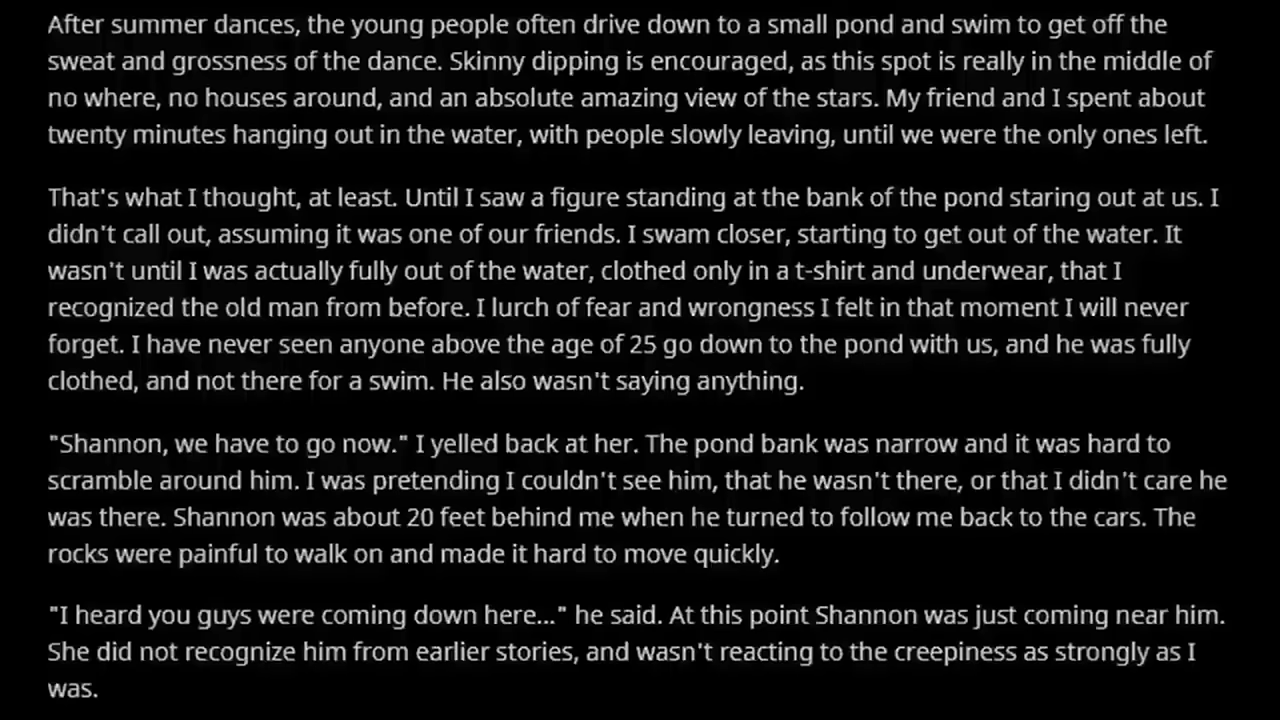 After summer dances, the young people often drive down to a small pond and swim to get off the
sweat and grossness of the dance. Skinny dipping is encouraged, as this spot is really in the middle of
no where, no houses around, and an absolute amazing view of the stars. My friend and I spent about
twenty minutes hanging out in the water, with people slowly leaving, until we were the only ones left.
That's what I thought, at least. Until I saw a figure standing at the bank of the pond staring out at us. I
didn't call out, assuming it was one of our friends. I swam closer, starting to get out of the water. It
wasn't until I was actually fully out of the water, clothed only in a t-shirt and underwear, that I
recognized the old man from before. I lurch of fear and wrongness I felt in that moment I will never
forget. I have never seen anyone above the age of 25 go down to the pond with us, and he was fully
clothed, and not there for a swim. He also wasn't saying anything.
"Shannon, we have to go now." I yelled back at her. The pond bank was narrow and it was hard to
scramble around him. I was pretending I couldn't see him, that he wasn't there, or that I didn't care he
was there. Shannon was about 20 feet behind me when he turned to follow me back to the cars. The
rocks were painful to walk on and made it hard to move quickly.
"I heard you guys were coming down here..." he said. At this point Shannon was just coming near him.
She did not recognize him from earlier stories, and wasn't reacting to the creepiness as strongly as I
was.